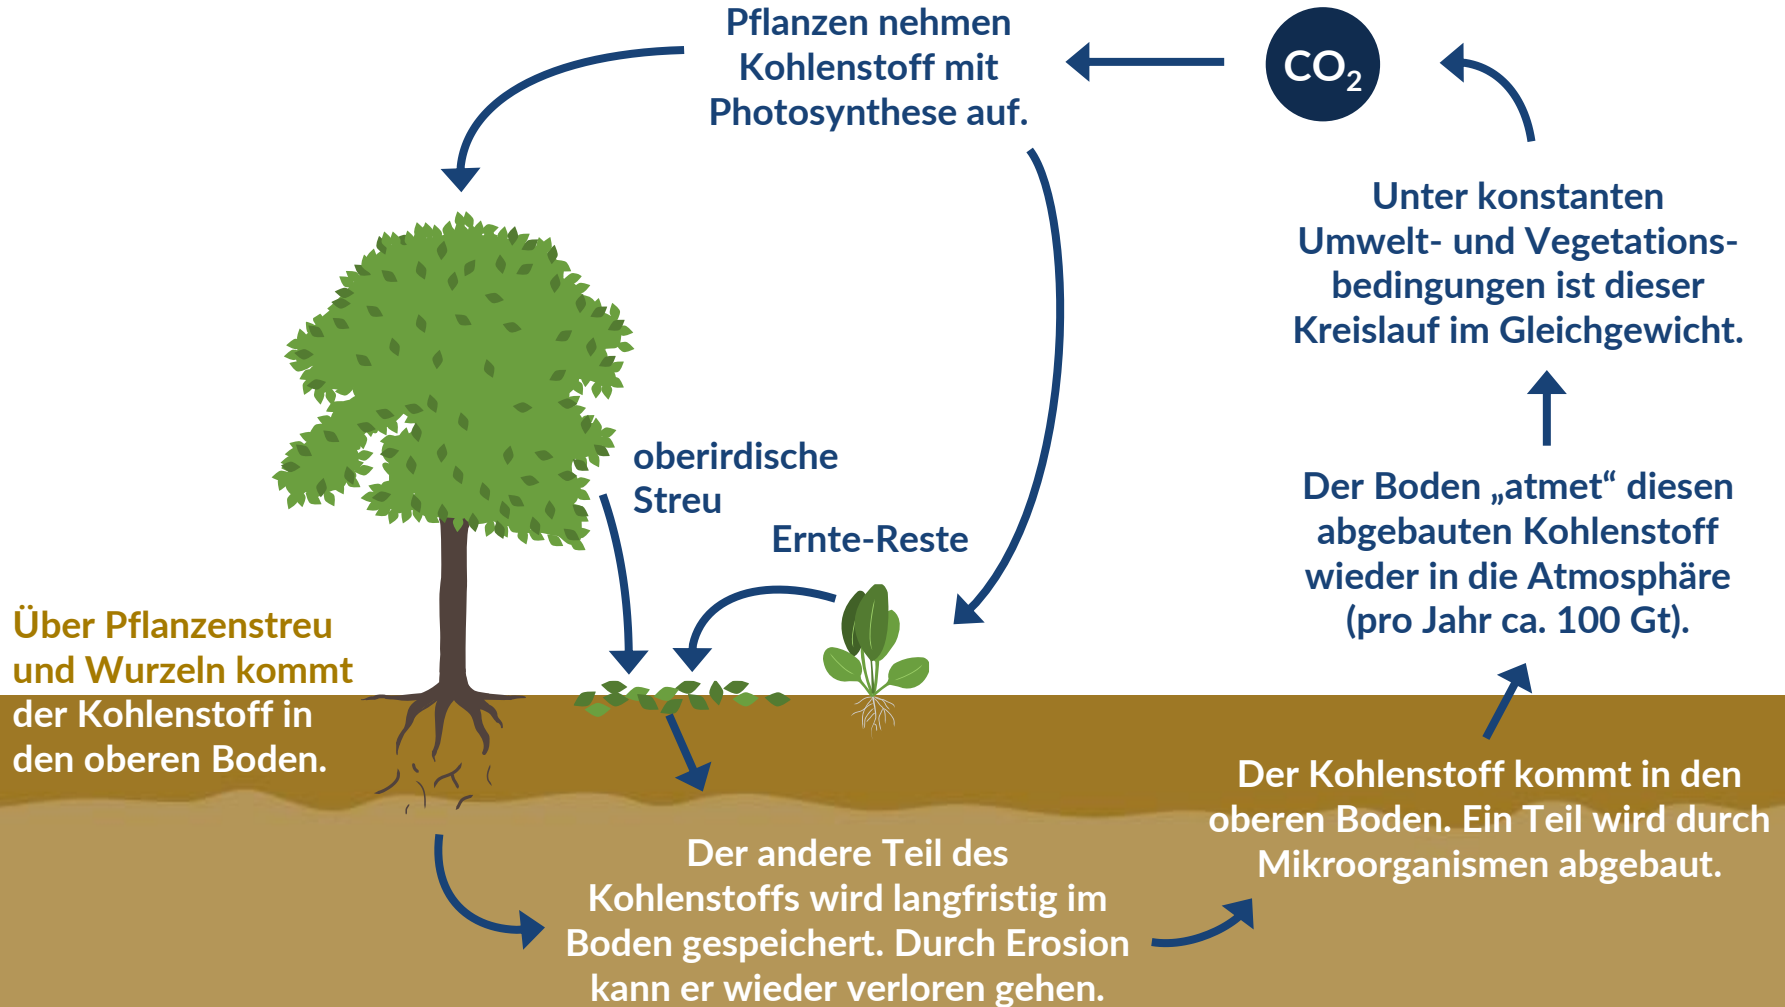 Pflanzen nehmen
Kohlenstoff mit
Photosynthese auf.
CO₂
Unter konstanten
Umwelt- und Vegetations-
bedingungen ist dieser
Kreislauf im Gleichgewicht.
oberirdische
Streu
Ernte-Reste
Der Boden „atmet“ diesen
abgebauten Kohlenstoff
wieder in die Atmosphäre
(pro Jahr ca. 100 Gt).
Über Pflanzenstreu
und Wurzeln kommt
der Kohlenstoff in
den oberen Boden.
Der Kohlenstoff kommt in den
oberen Boden. Ein Teil wird durch
Mikroorganismen abgebaut.
Der andere Teil des
Kohlenstoffs wird langfristig im
Boden gespeichert. Durch Erosion
kann er wieder verloren gehen.